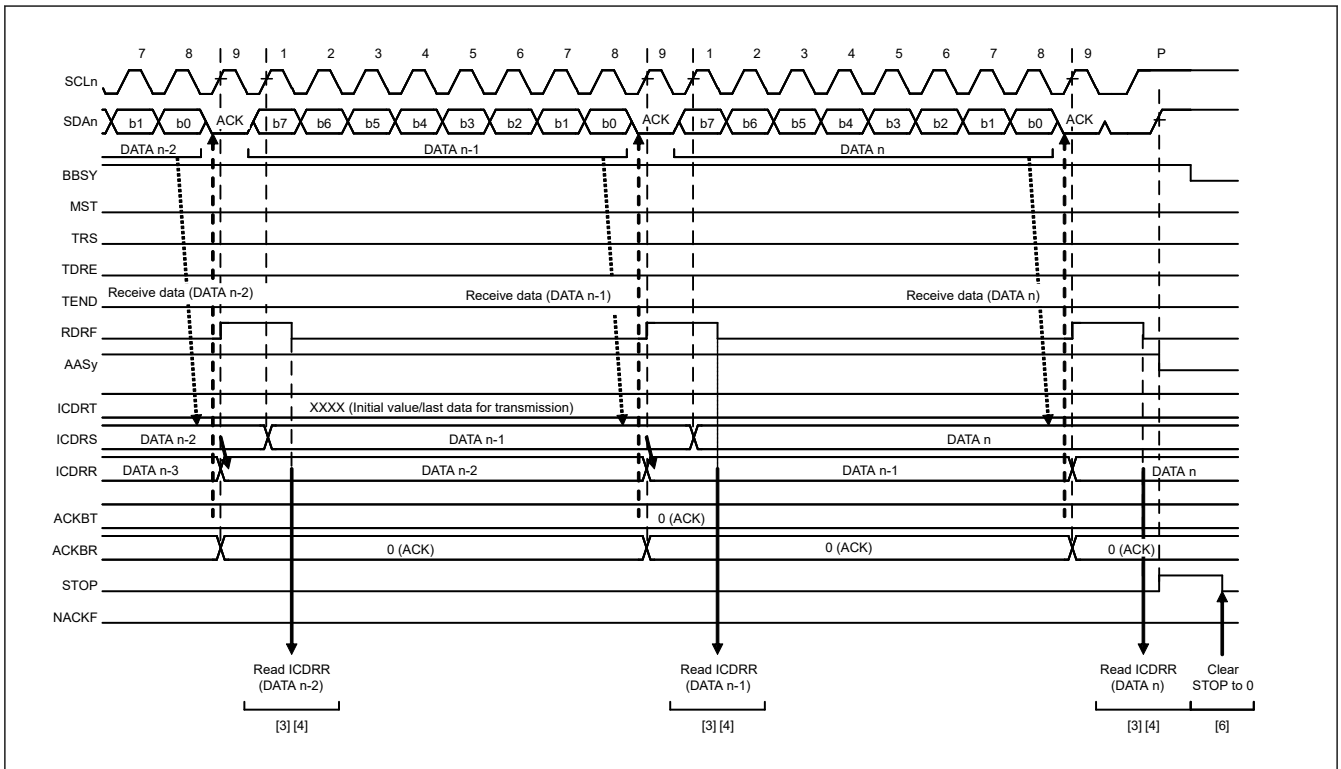 7 8 9 1 2 3 4 5 6 7 8 9 1 2 3 4 5 6 7 8 9 P
SCLn
SDAn b1 b0 ACK b7 b6 b5 b4 b3 b2 b1 b0 ACK b7 b6 b5 b4 b3 b2 b1 b0 ACK
DATA n-2 DATA n-1 DATA n
BBSY
MST
TRS
TDRE
Receive data (DATA n-2) Receive data (DATA n-1) Receive data (DATA n)
TEND
RDRF
AASy
ICDRT XXXX (Initial value/last data for transmission)
ICDRS DATA n-2 DATA n-1 DATA n
ICDRR DATA n-3 DATA n-2 DATA n-1 DATA n
ACKBT 0 (ACK)
ACKBR 0 (ACK) 0 (ACK) 0 (ACK)
STOP
NACKF
Read ICDRR Read ICDRR Read ICDRR Clear
(DATA n-2) (DATA n-1) (DATA n) STOP to 0
[3] [4] [3] [4] [3] [4] [6]